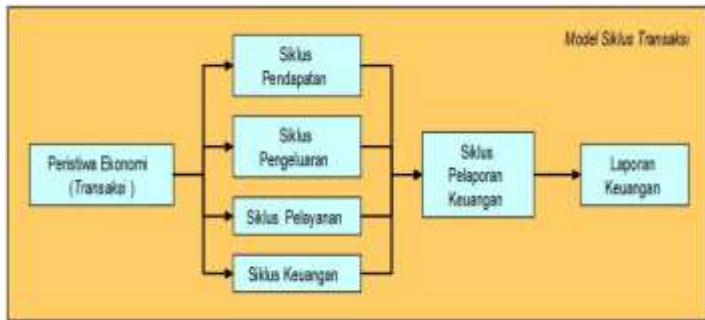 Model Siklus Transaksi
Siklus
Pendapatan
Siklus
Pengeluaran
Peristiwa Ekonomi
(Transaksi )
Siklus Pelayanan
Siklus Keuangan
Siklus
Pelaporan
Keuangan
Laporan
Keuangan